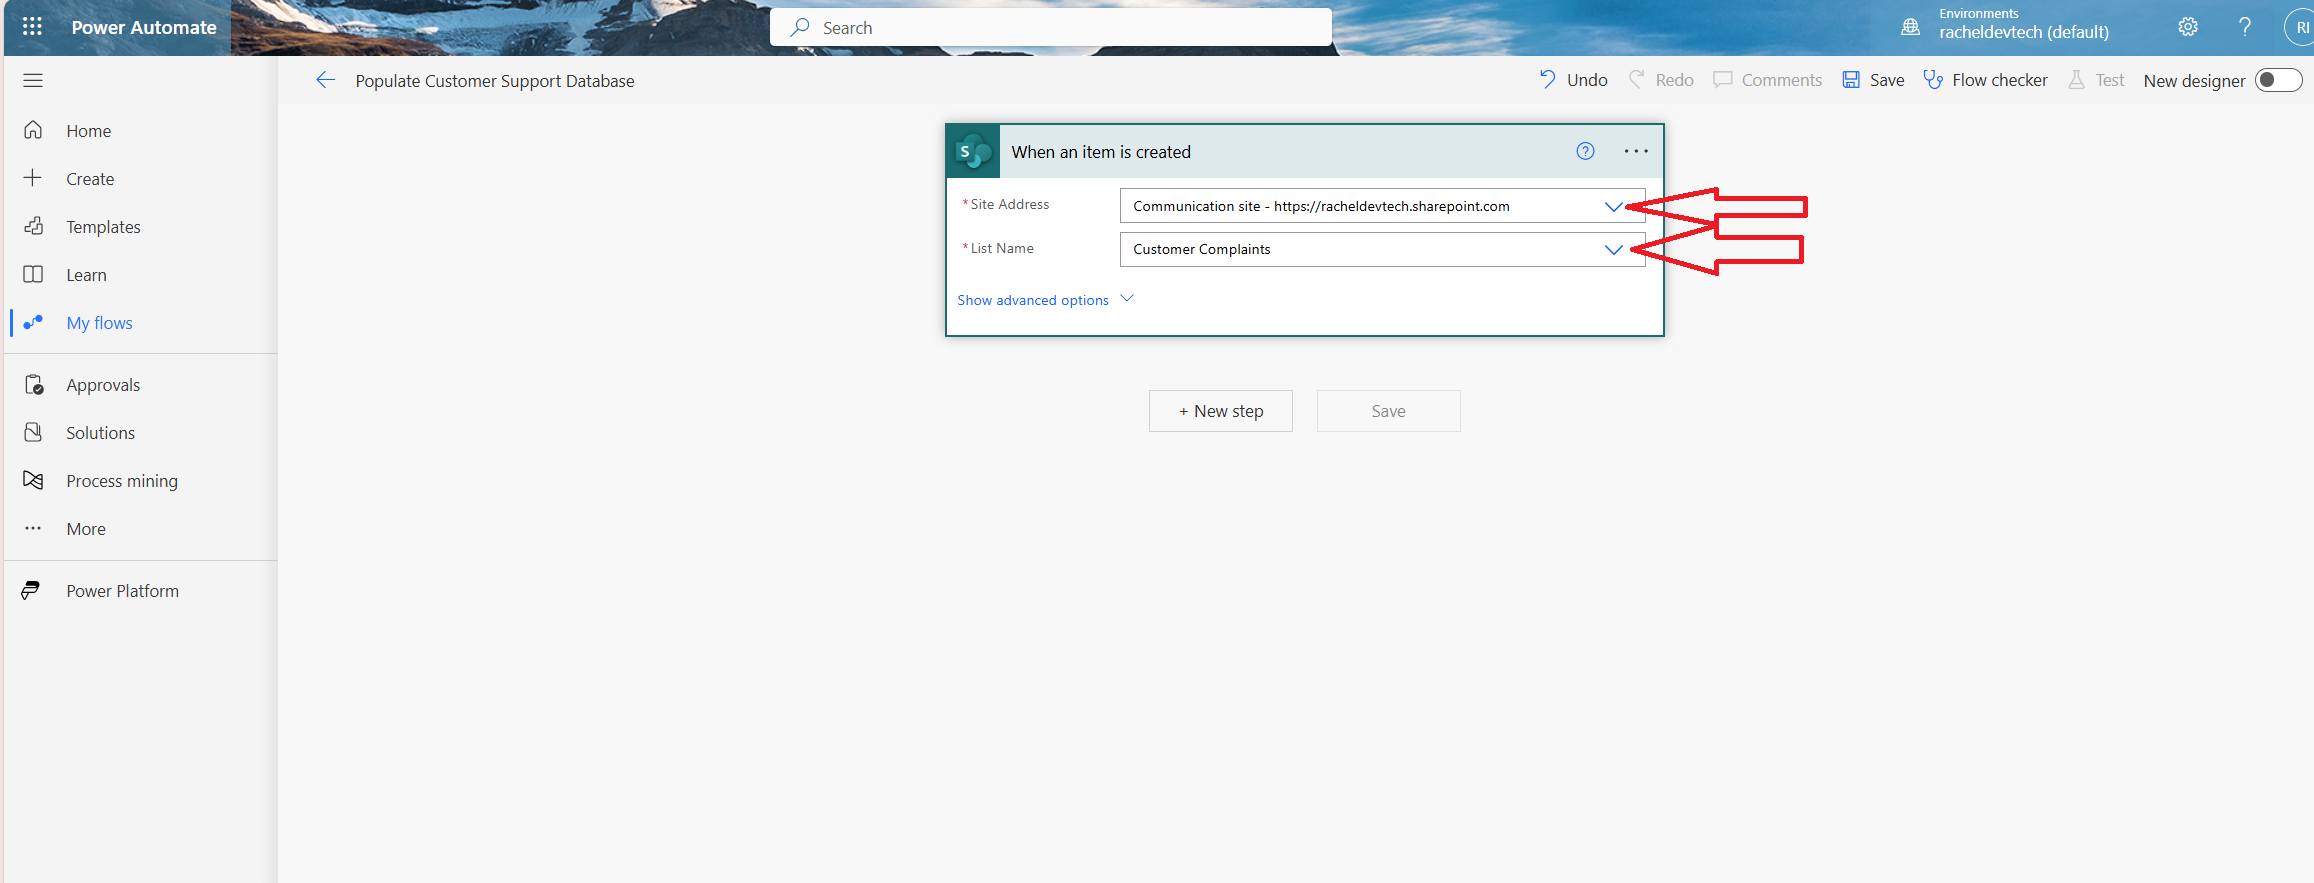 Power Automate
Search
Environments
racheldevtech (default)
?
RI
Populate Customer Support Database
Undo
Redo
Comments
Save
Flow checker
Test
New designer
Home
Create
Templates
Learn
My flows
Approvals
Solutions
Process mining
More
Power Platform
S
When an item is created
?
* Site Address
Communication site - https://racheldevtech.sharepoint.com
* List Name
Customer Complaints
Show advanced options
+ New step
Save